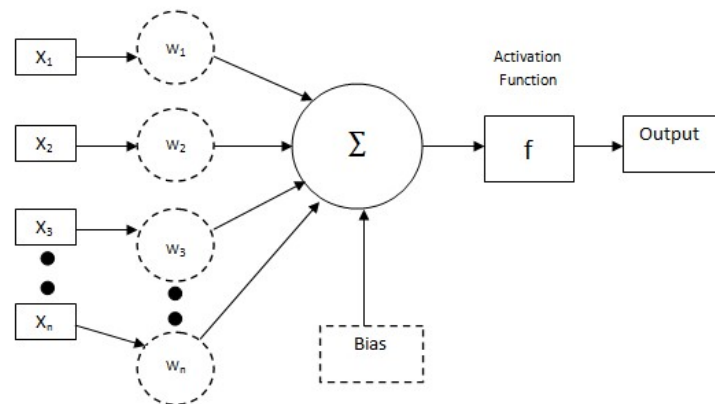 X1
w1
Activation
Function
X2
w2
Σ
f
Output
X3
w3
Xn
wn
Bias